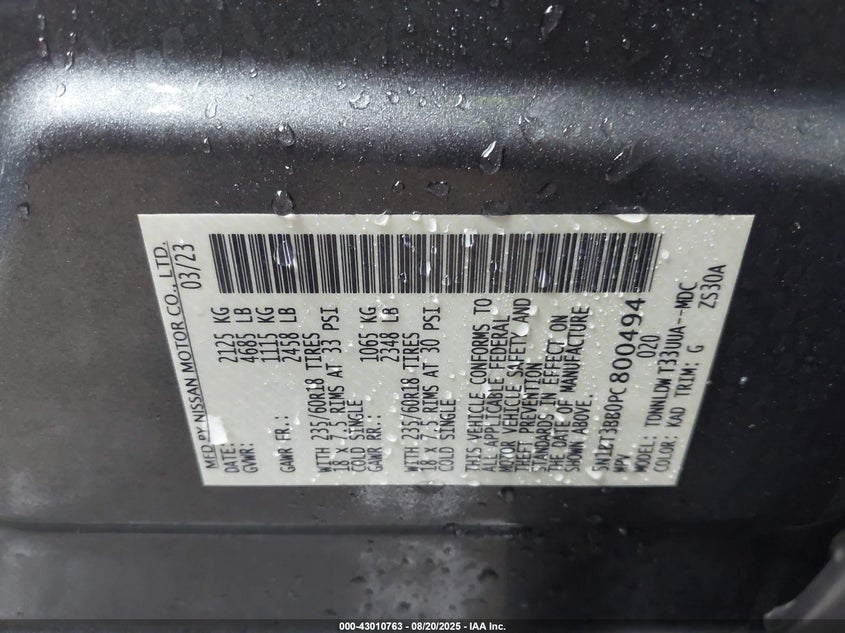 MFD BY NISSAN MOTOR CO., LTD.
DATE: 03/23
GVWR: 2125 KG
4685 LB
GAWR FR.: 1115 KG
2458 LB
WITH 235/60R18 TIRES
18 x 7.5 RIMS AT 33 PSI
COLD SINGLE
GAWR RR.: 1065 KG
2348 LB
WITH 235/60R18 TIRES
18 x 7.5 RIMS AT 30 PSI
COLD SINGLE
THIS VEHICLE CONFORMS TO
ALL APPLICABLE FEDERAL
MOTOR VEHICLE SAFETY AND
THEFT PREVENTION
STANDARDS IN EFFECT ON
THE DATE OF MANUFACTURE
SHOWN ABOVE.
5N1BT3BB0PC800494
MPV 020
MODEL: TDNNLDW T33UUA--MDC
COLOR: KAD TRIM: G ZS30A
000-43010763 - 08/20/2025 - IAA Inc.